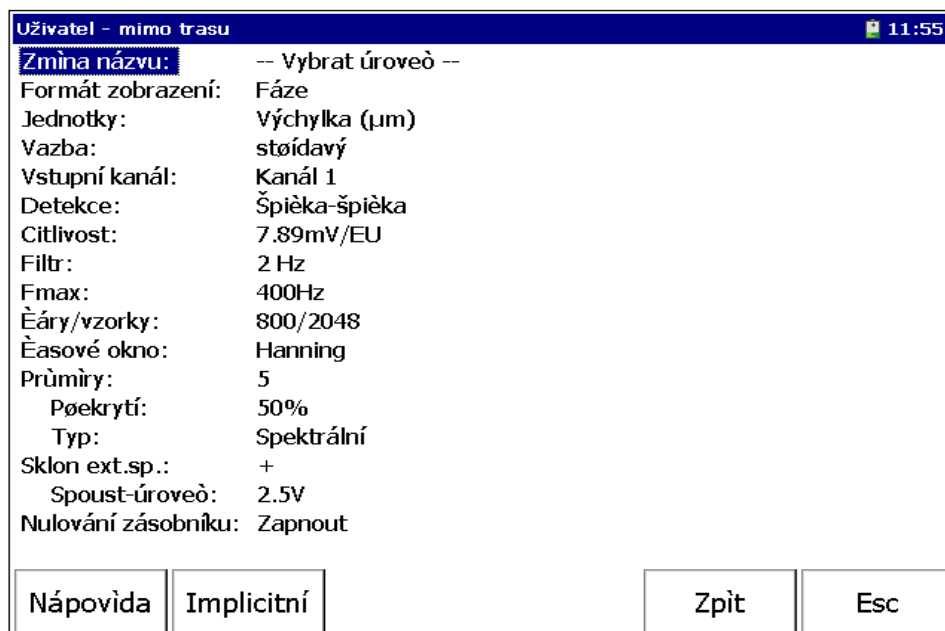 Uživatel - mimo trasu 11:55
Zmìna názvu: -- Vybrat úroveò --
Formát zobrazení: Fáze
Jednotky: Výchylka (µm)
Vazba: støídavý
Vstupní kanál: Kanál 1
Detekce: Špièka-špièka
Citlivost: 7.89mV/EU
Filtr: 2 Hz
Fmax: 400Hz
Èáry/vzorky: 800/2048
Èasové okno: Hanning
Prùmìry: 5
Pøekrytí: 50%
Typ: Spektrální
Sklon ext.sp.: +
Spoust-úroveò: 2.5V
Nulování zásobníku: Zapnout
Nápovìda Implicitní Zpìt Esc